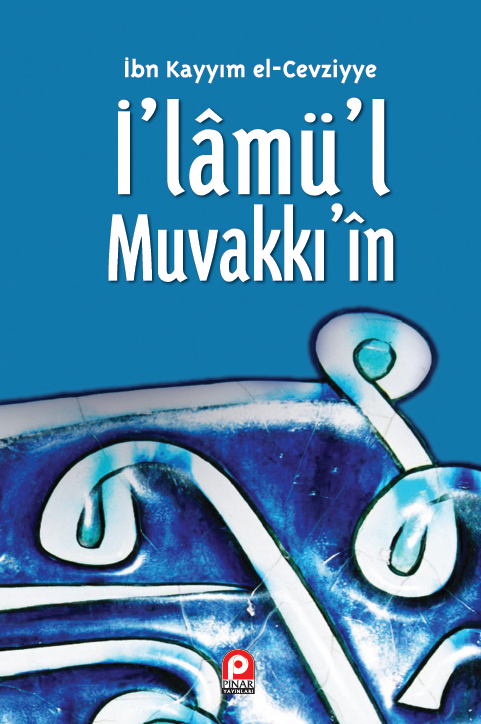 İbn Kayyım el-Cevziyye
İ'lâmü'l
Muvakkı'în
PINAR
YAYINLARI